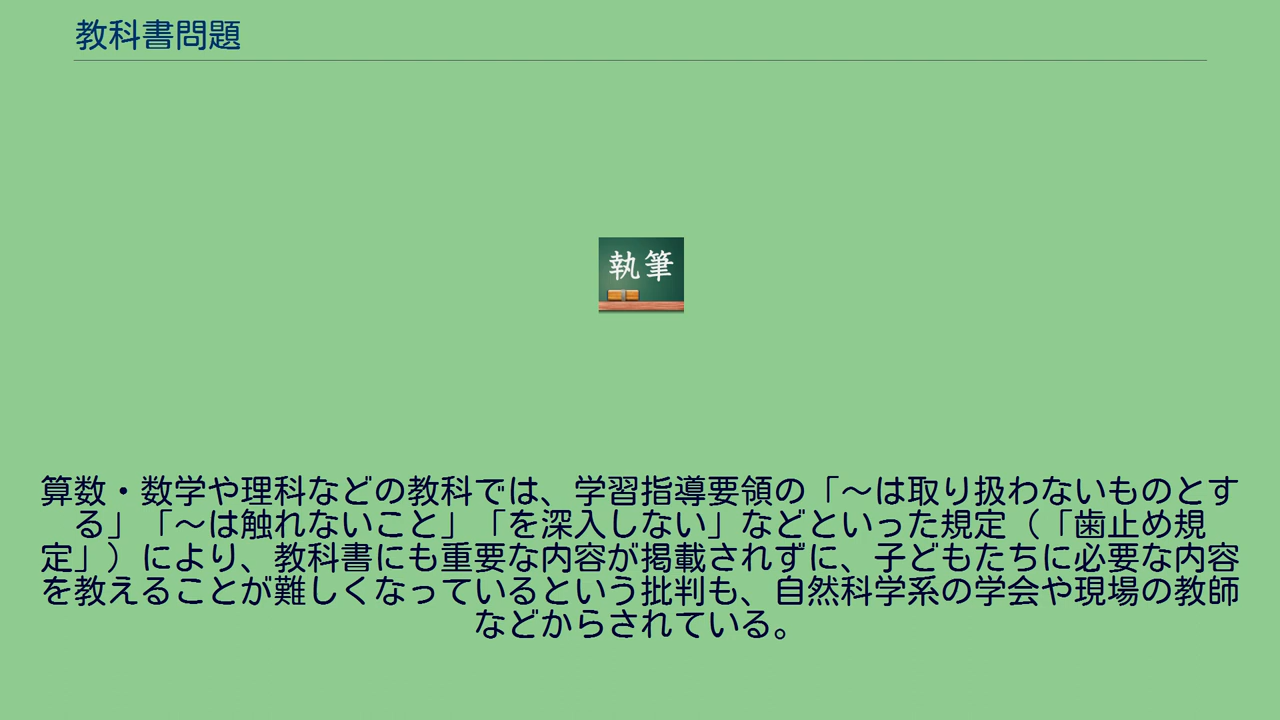 教科書問題
執筆
算数・数学や理科などの教科では、学習指導要領の「～は取り扱わないものとす
る」「～は触れないこと」「を深入しない」などといった規定（「歯止め規
定」）により、教科書にも重要な内容が掲載されずに、子どもたちに必要な内容
を教えることが難しくなっているという批判も、自然科学系の学会や現場の教師
などからされている。